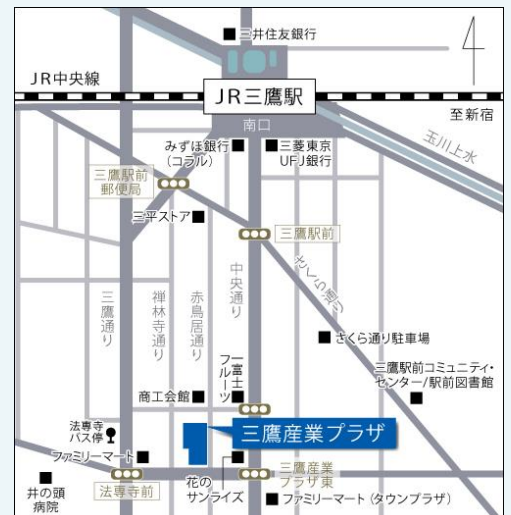 三井住友銀行
JR中央線
JR三鷹駅
至新宿
南口
玉川上水
みずほ銀行
(コラル)
三菱東京
UFJ銀行
三鷹駅前
郵便局
三平ストア
三鷹駅前
さくら通り
中央通り
赤鳥居通り
禅林寺通り
三鷹通り
さくら通り駐車場
三鷹駅前コミュニティ・
センター/駅前図書館
一富士
フルーツ
商工会館
三鷹産業プラザ
法専寺
バス停
ファミリーマート
法専寺前
井の頭
病院
花の
サンライズ
三鷹産業
プラザ東
ファミリーマート(タウンプラザ)